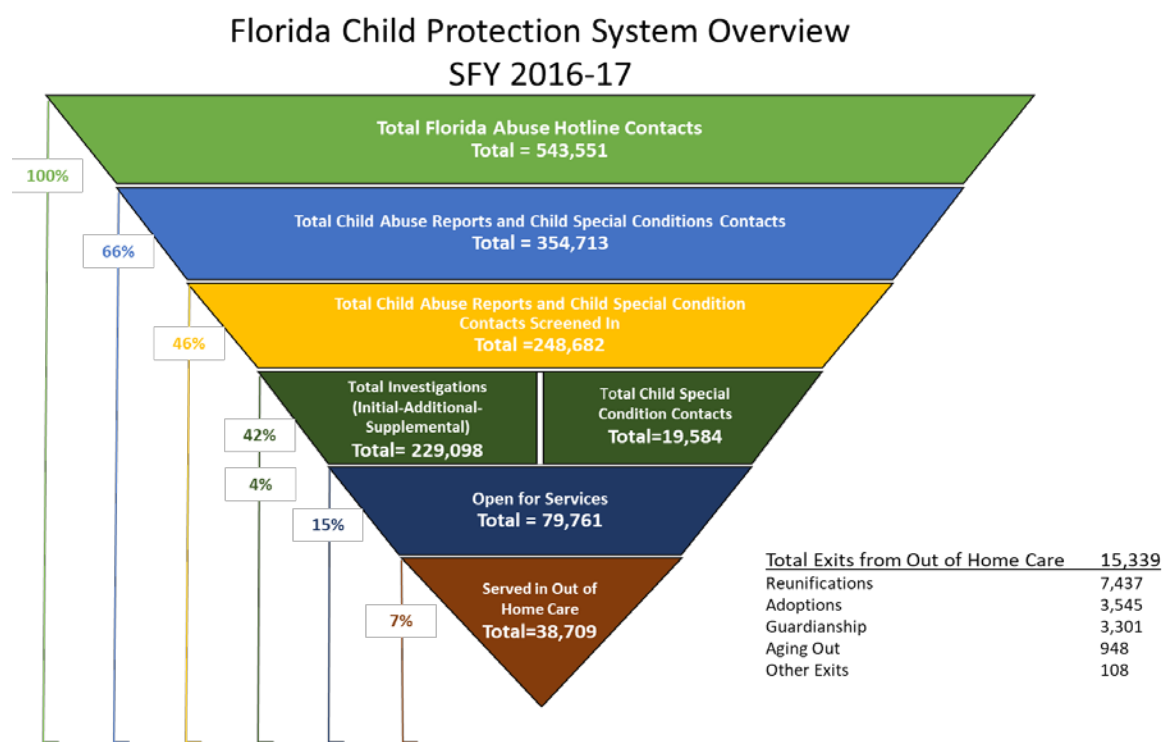 Florida Child Protection System Overview
SFY 2016-17
Total Florida Abuse Hotline Contacts
Total = 543,551
100%
Total Child Abuse Reports and Child Special Conditions Contacts
Total = 354,713
66%
Total Child Abuse Reports and Child Special Condition
Contacts Screened In
Total =248,682
46%
Total Investigations
(Initial-Additional-
Supplemental)
Total= 229,098
Total Child Special
Condition Contacts
Total=19,584
42%
4%
Open for Services
Total = 79,761
15%
Served in Out of
Home Care
Total=38,709
7%
Total Exits from Out of Home Care 15,339
Reunifications 7,437
Adoptions 3,545
Guardianship 3,301
Aging Out 948
Other Exits 108